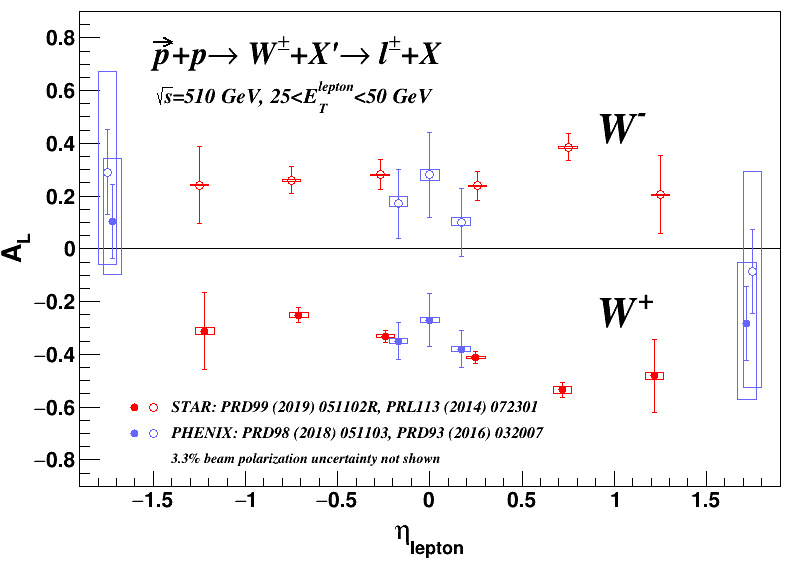 p⃗+p→ W±+X'→ l±+X
√s=510 GeV, 25<E_T^lepton<50 GeV
W⁻
W⁺
STAR: PRD99 (2019) 051102R, PRL113 (2014) 072301
PHENIX: PRD98 (2018) 051103, PRD93 (2016) 032007
3.3% beam polarization uncertainty not shown
A_L
0.8
0.6
0.4
0.2
0
−0.2
−0.4
−0.6
−0.8
−1.5 −1 −0.5 0 0.5 1 1.5
η_lepton